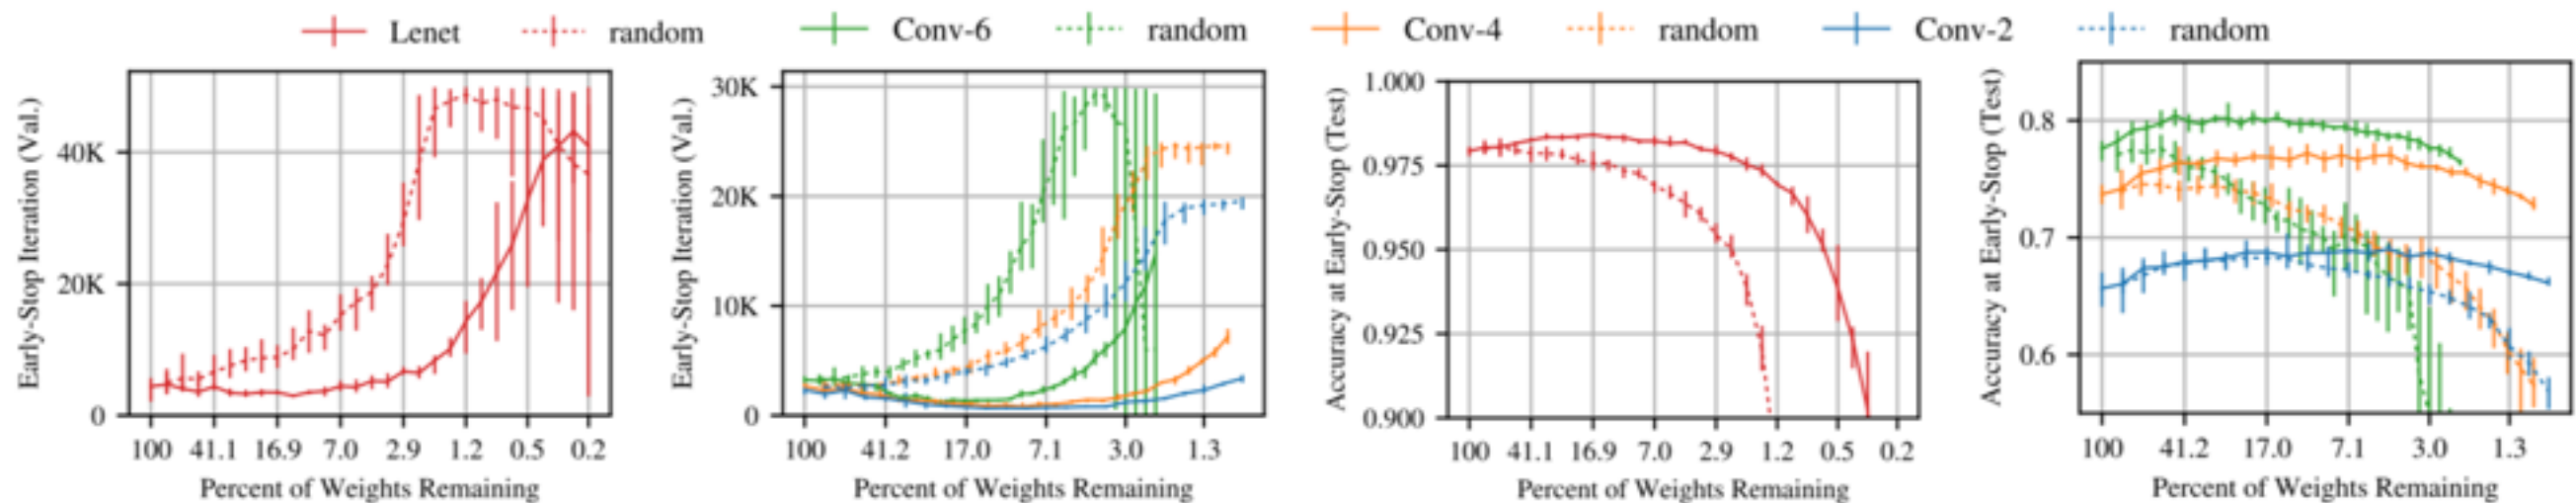 Lenet random Conv-6 random Conv-4 random Conv-2 random
Early-Stop Iteration (Val.)
40K
20K
0
100 41.1 16.9 7.0 2.9 1.2 0.5 0.2
Percent of Weights Remaining
Early-Stop Iteration (Val.)
30K
20K
10K
0
100 41.2 17.0 7.1 3.0 1.3
Percent of Weights Remaining
Accuracy at Early-Stop (Test)
1.000
0.975
0.950
0.925
0.900
100 41.1 16.9 7.0 2.9 1.2 0.5 0.2
Percent of Weights Remaining
Accuracy at Early-Stop (Test)
0.8
0.7
0.6
100 41.2 17.0 7.1 3.0 1.3
Percent of Weights Remaining